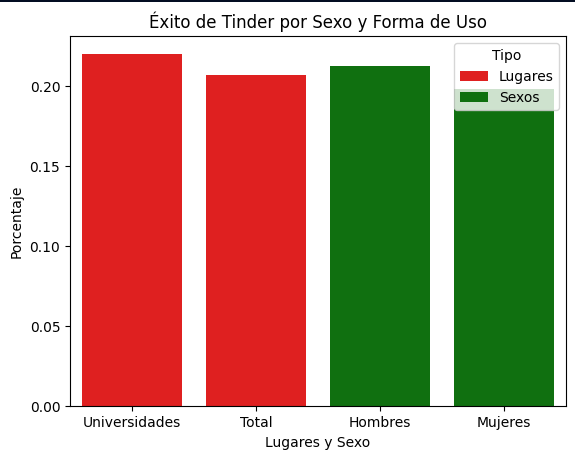 Éxito de Tinder por Sexo y Forma de Uso
Tipo
Lugares
Sexos
0.20
0.15
0.10
0.05
0.00
Porcentaje
Universidades
Total
Hombres
Mujeres
Lugares y Sexo